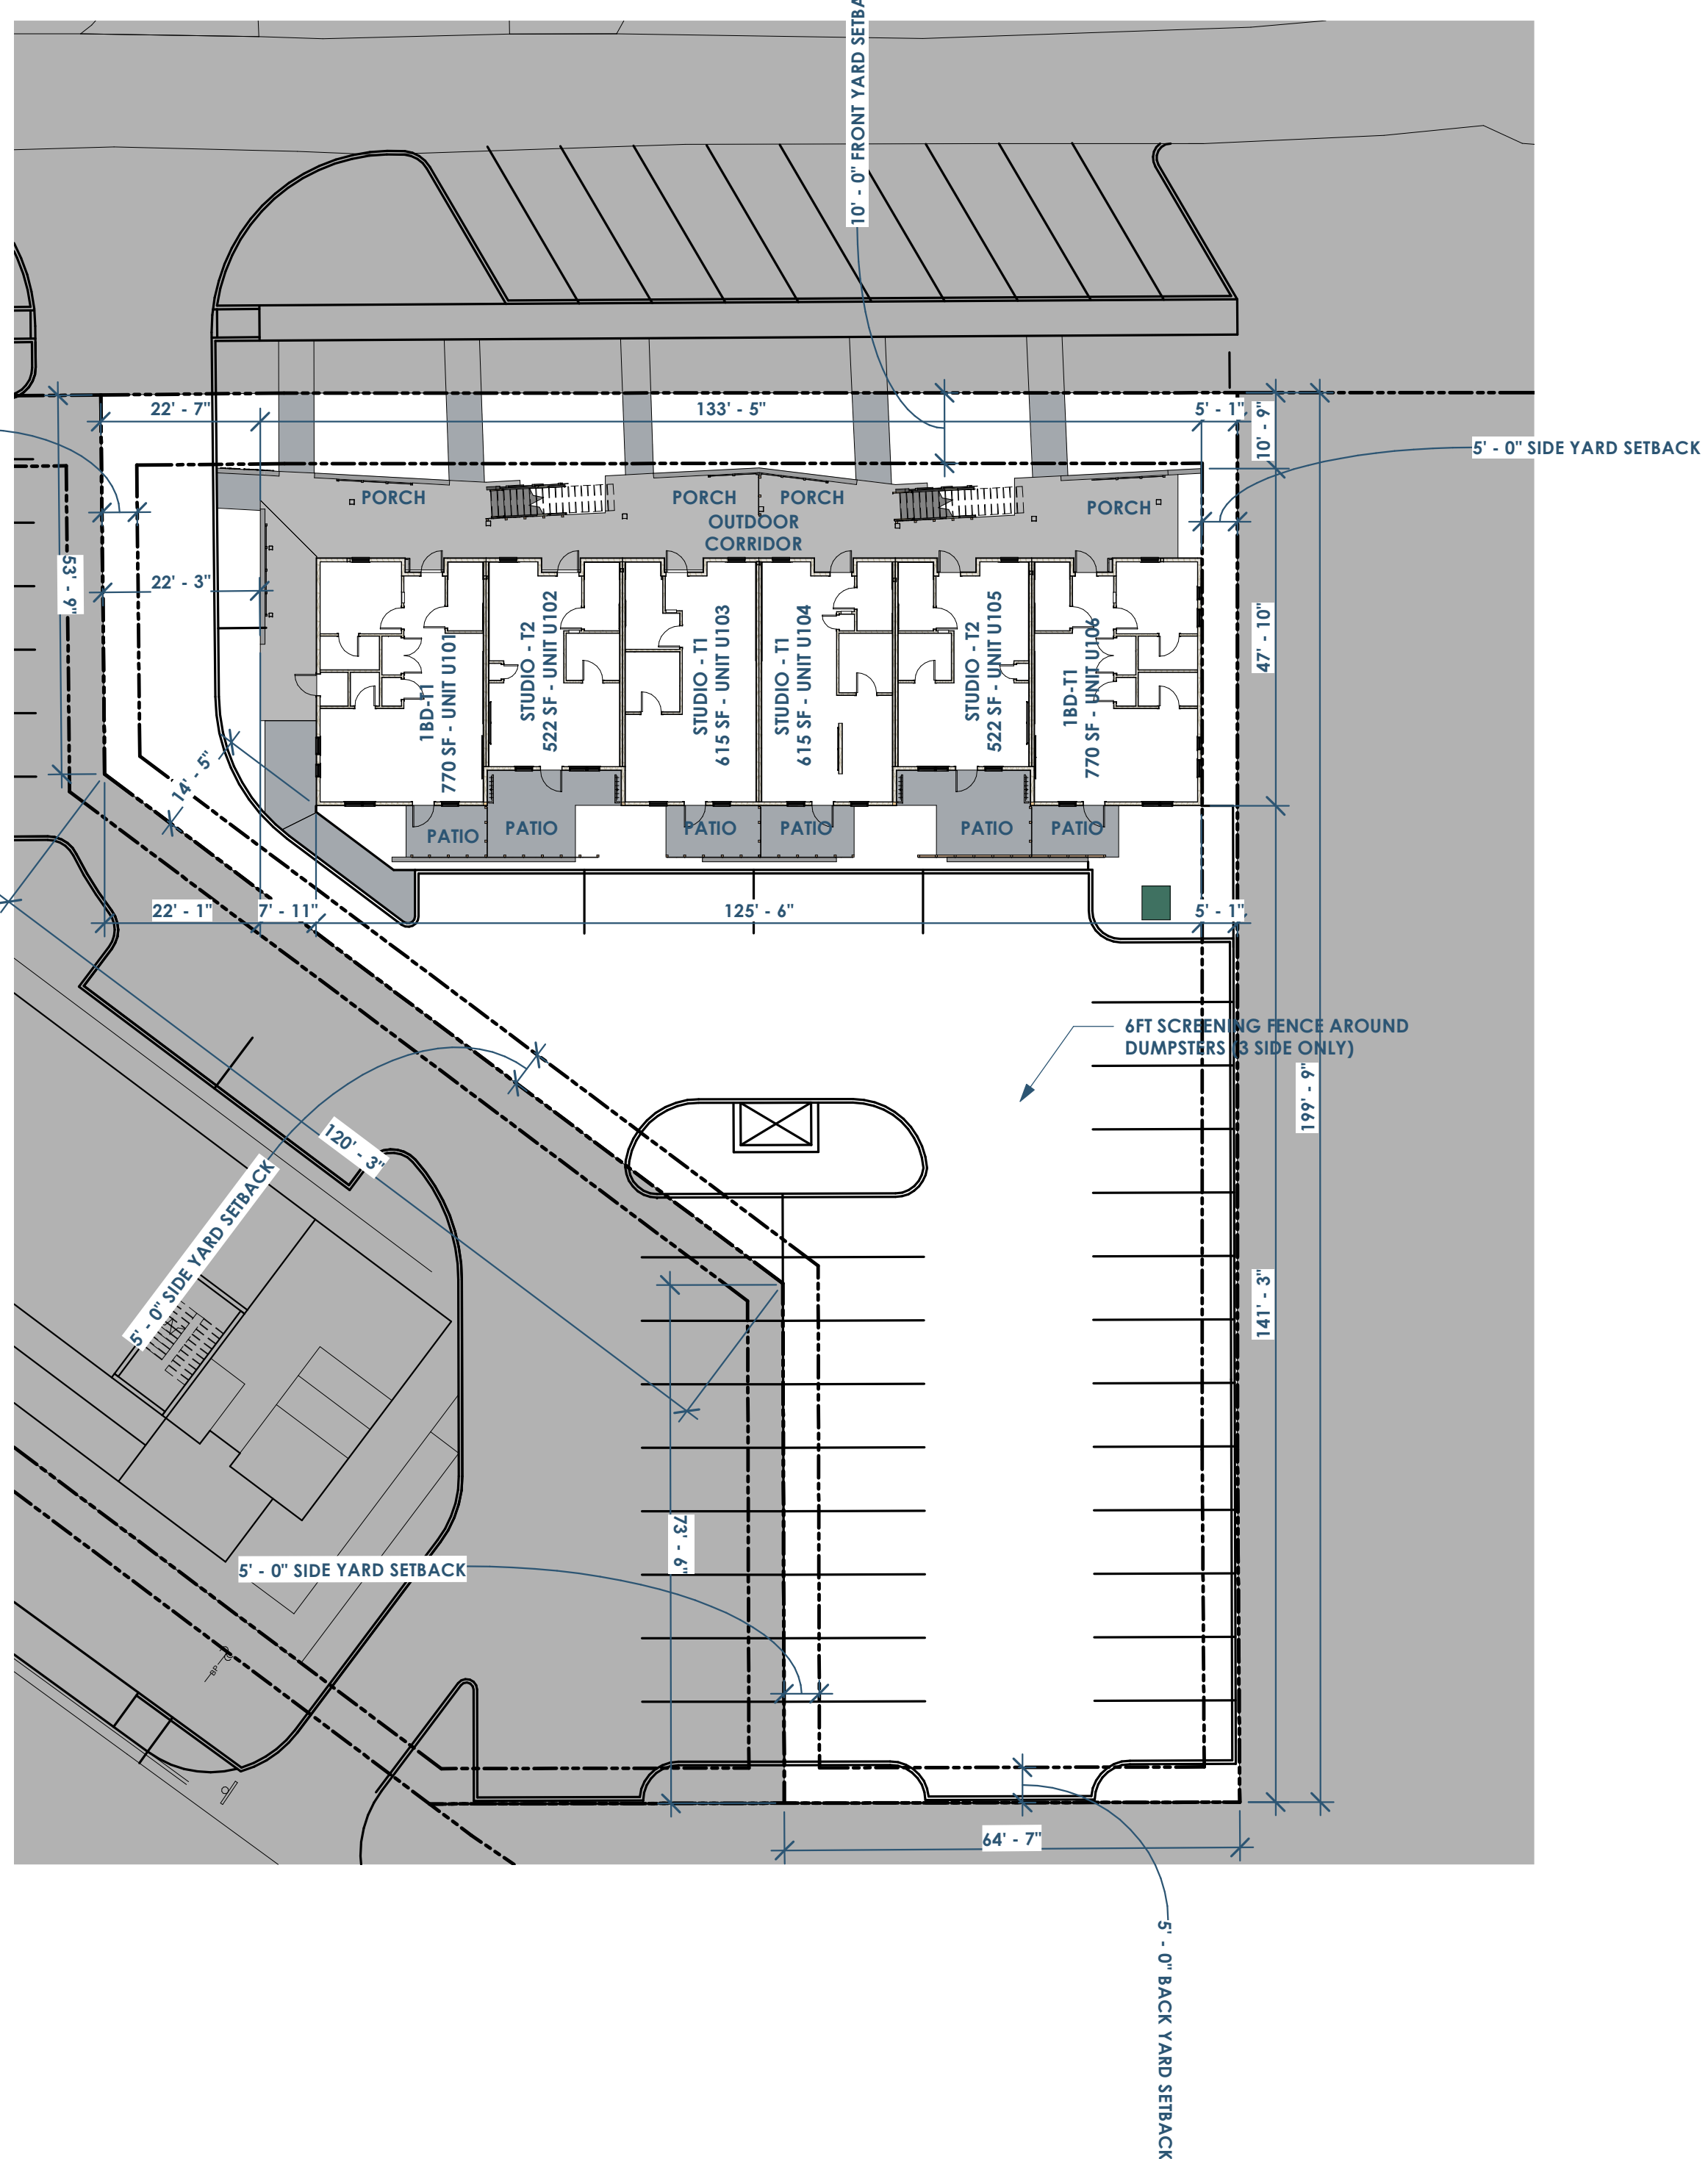 10' - 0" FRONT YARD SETBA
22' - 7"
133' - 5"
5' - 1"
10' - 9"
5' - 0" SIDE YARD SETBACK
PORCH
PORCH
PORCH
PORCH
OUTDOOR
CORRIDOR
53' - 9"
22' - 3"
47' - 10"
1BD-T1
770 SF - UNIT U101
STUDIO - T2
522 SF - UNIT U102
STUDIO - T1
615 SF - UNIT U103
STUDIO - T1
615 SF - UNIT U104
STUDIO - T2
522 SF - UNIT U105
1BD-T1
770 SF - UNIT U106
14' - 5"
PATIO
PATIO
PATIO
PATIO
PATIO
PATIO
22' - 1"
7' - 11"
125' - 6"
5' - 1"
6FT SCREENING FENCE AROUND
DUMPSTERS (3 SIDE ONLY)
199' - 9"
120' - 3"
5' - 0" SIDE YARD SETBACK
141' - 3"
73' - 6"
5' - 0" SIDE YARD SETBACK
BP
64' - 7"
5' - 0" BACK YARD SETBACK